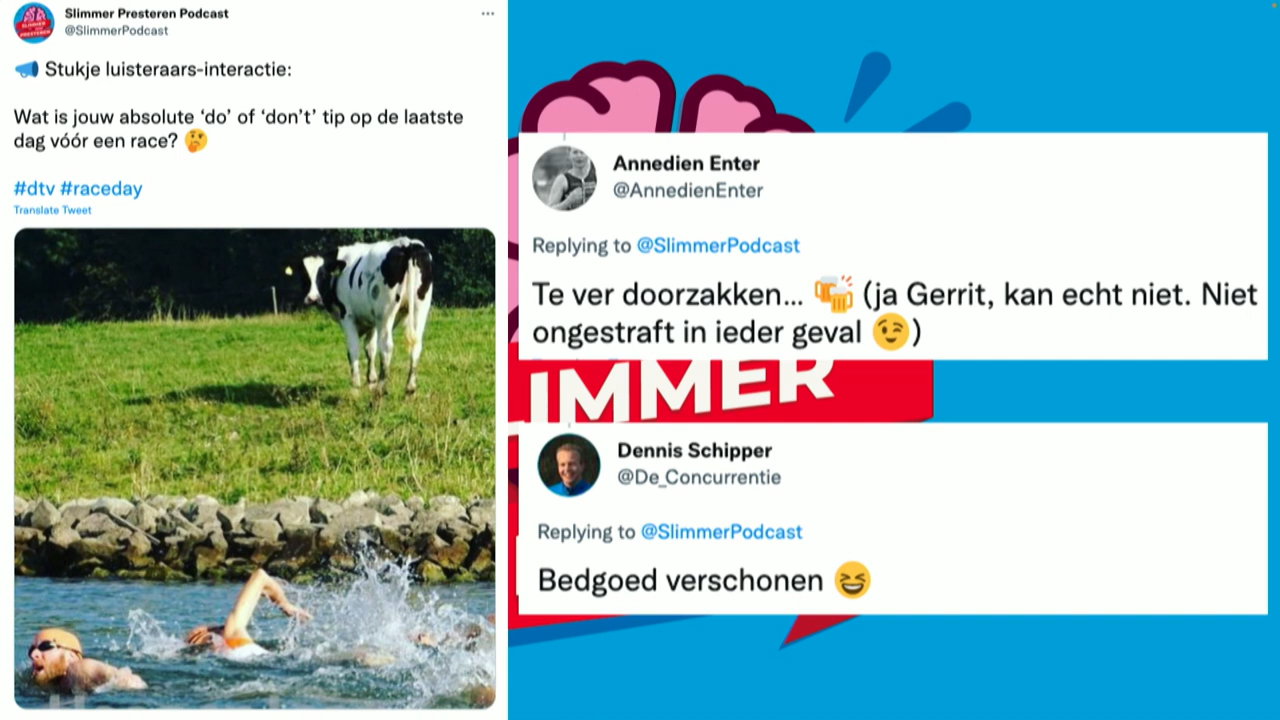 Slimmer Presteren Podcast
@SlimmerPodcast
Stukje luisteraars-interactie:
Wat is jouw absolute ‘do’ of ‘don’t’ tip op de laatste
dag vóór een race? 🤔
#dtv #raceday
Translate Tweet
Annedien Enter
@AnnedienEnter
Replying to @SlimmerPodcast
Te ver doorzakken... 🍻 (ja Gerrit, kan echt niet. Niet
ongestraft in ieder geval 😉)
IMMER
Dennis Schipper
@De_Concurrentie
Replying to @SlimmerPodcast
Bedgoed verschonen 😆